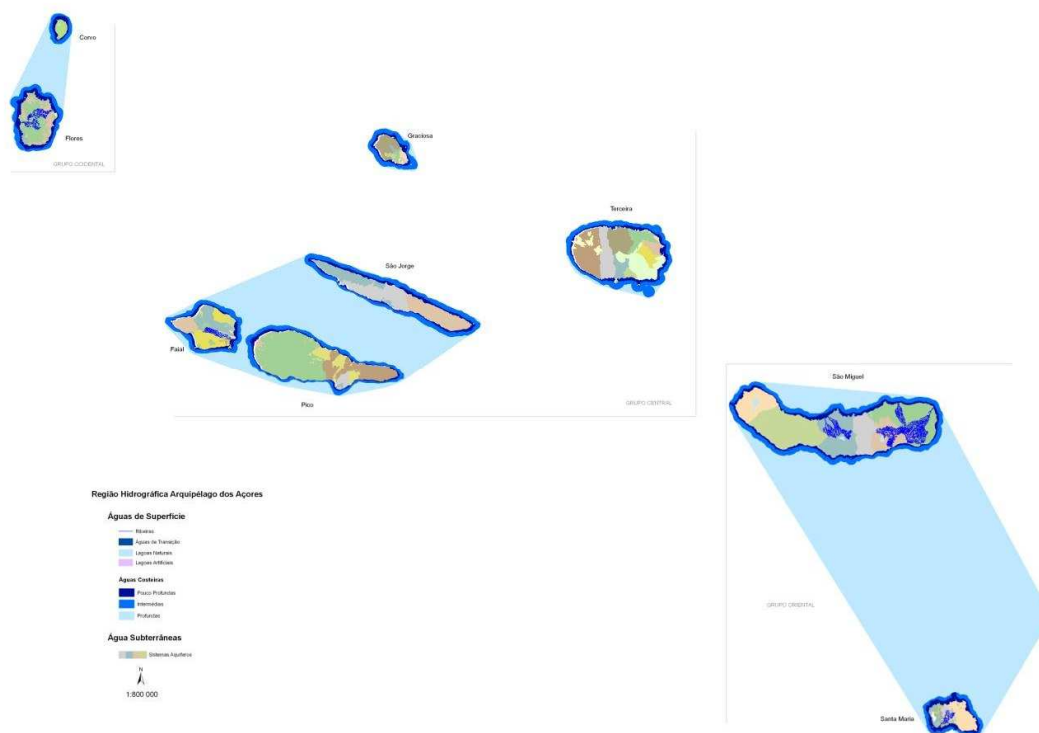 Corvo
Flores
GRUPO OCIDENTAL
Graciosa
Terceira
São Jorge
Faial
Pico
GRUPO CENTRAL
São Miguel
GRUPO ORIENTAL
Santa Maria
Região Hidrográfica Arquipélago dos Açores
Águas de Superfície
Ribeiras
Águas de Transição
Lagoas Naturais
Lagoas Artificiais
Águas Costeiras
Pouco Profundas
Intermédias
Profundas
Água Subterrâneas
Sistemas Aquíferos
N
1:800 000